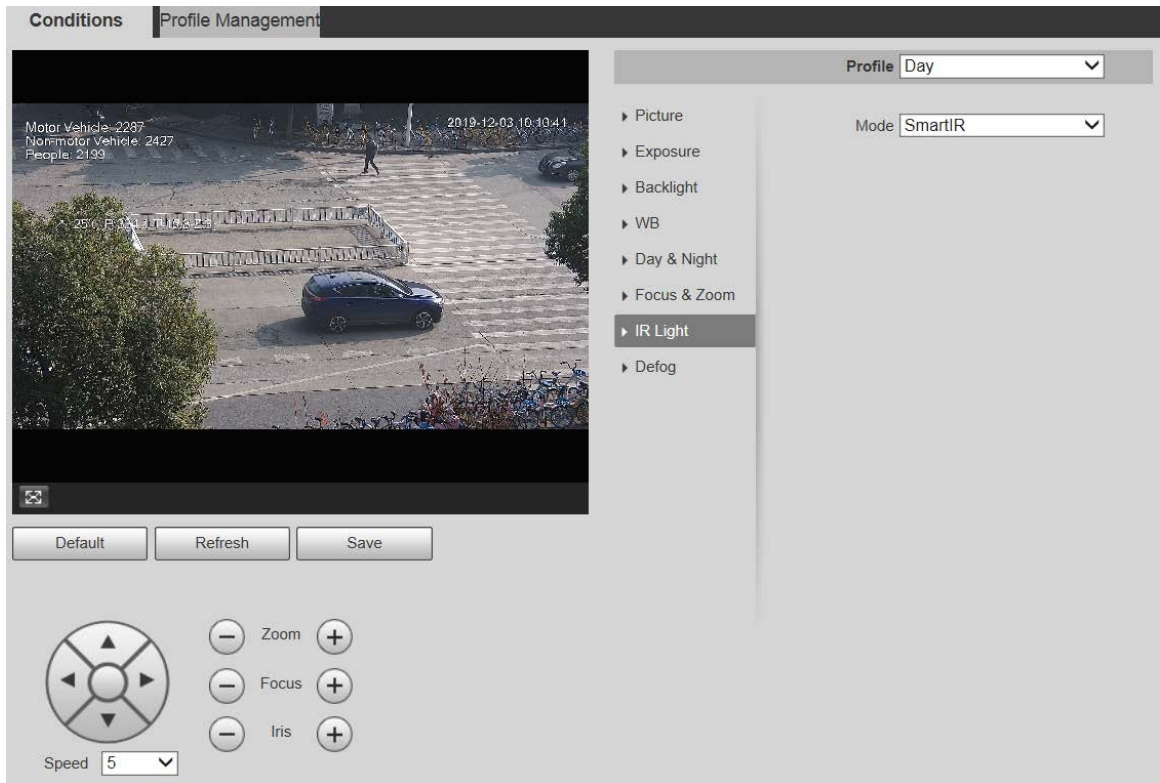 Conditions
Profile Management
Motor Vehicle: 2287
Non-motor Vehicle: 2427
People: 2199
2019-12-03 10:10:41
Profile Day
Picture
Exposure
Backlight
WB
Day & Night
Focus & Zoom
IR Light
Defog
Mode SmartIR
Default
Refresh
Save
Zoom
Focus
Iris
Speed 5